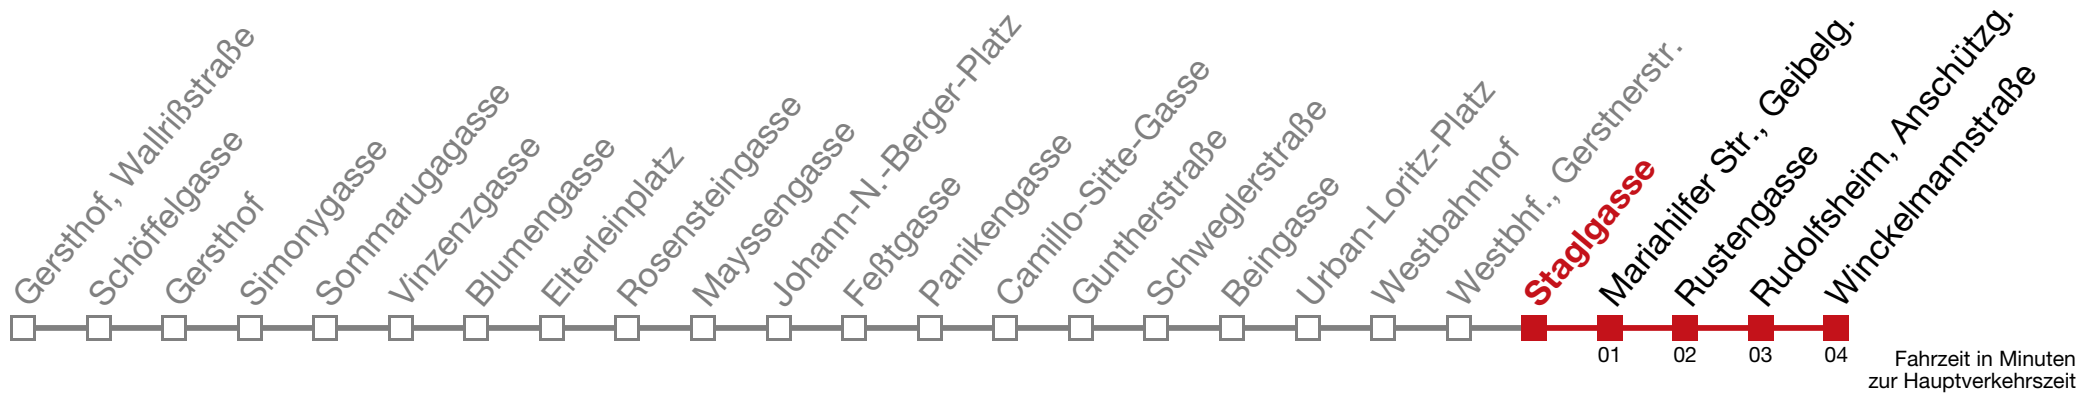 Gersthof, Wallrißstraße
Schöffelgasse
Gersthof
Simonygasse
Sommarugagasse
Vinzenzgasse
Blumengasse
Elterleinplatz
Rosensteingasse
Mayssengasse
Johann-N.-Berger-Platz
Feßtgasse
Panikengasse
Camillo-Sitte-Gasse
Guntherstraße
Schweglerstraße
Beingasse
Urban-Loritz-Platz
Westbahnhof
Westbhf., Gerstnerstr.
Staglgasse
Mariahilfer Str., Geibelg.
Rustengasse
Rudolfsheim, Anschützg.
Winckelmannstraße
01
02
03
04
Fahrzeit in Minuten
zur Hauptverkehrszeit